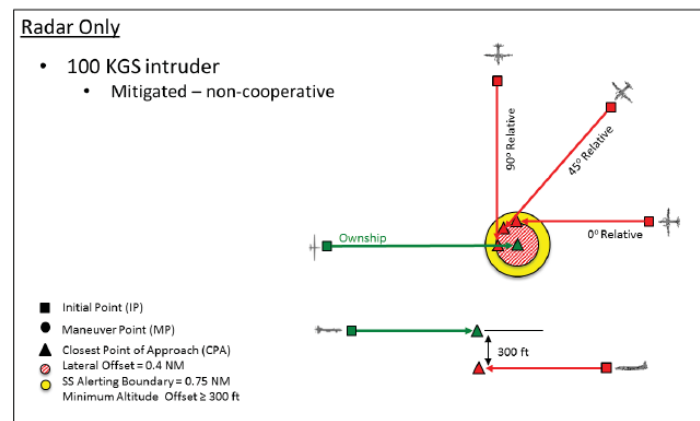 Radar Only
• 100 KGS intruder
• Mitigated – non-cooperative
90° Relative
45° Relative
0° Relative
Ownship
Initial Point (IP)
Maneuver Point (MP)
Closest Point of Approach (CPA)
Lateral Offset = 0.4 NM
SS Alerting Boundary = 0.75 NM
Minimum Altitude Offset ≥ 300 ft
300 ft